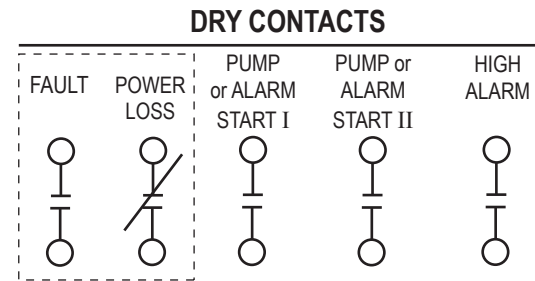 DRY CONTACTS
FAULT
POWER
LOSS
PUMP
or ALARM
START I
PUMP or
ALARM
START II
HIGH
ALARM